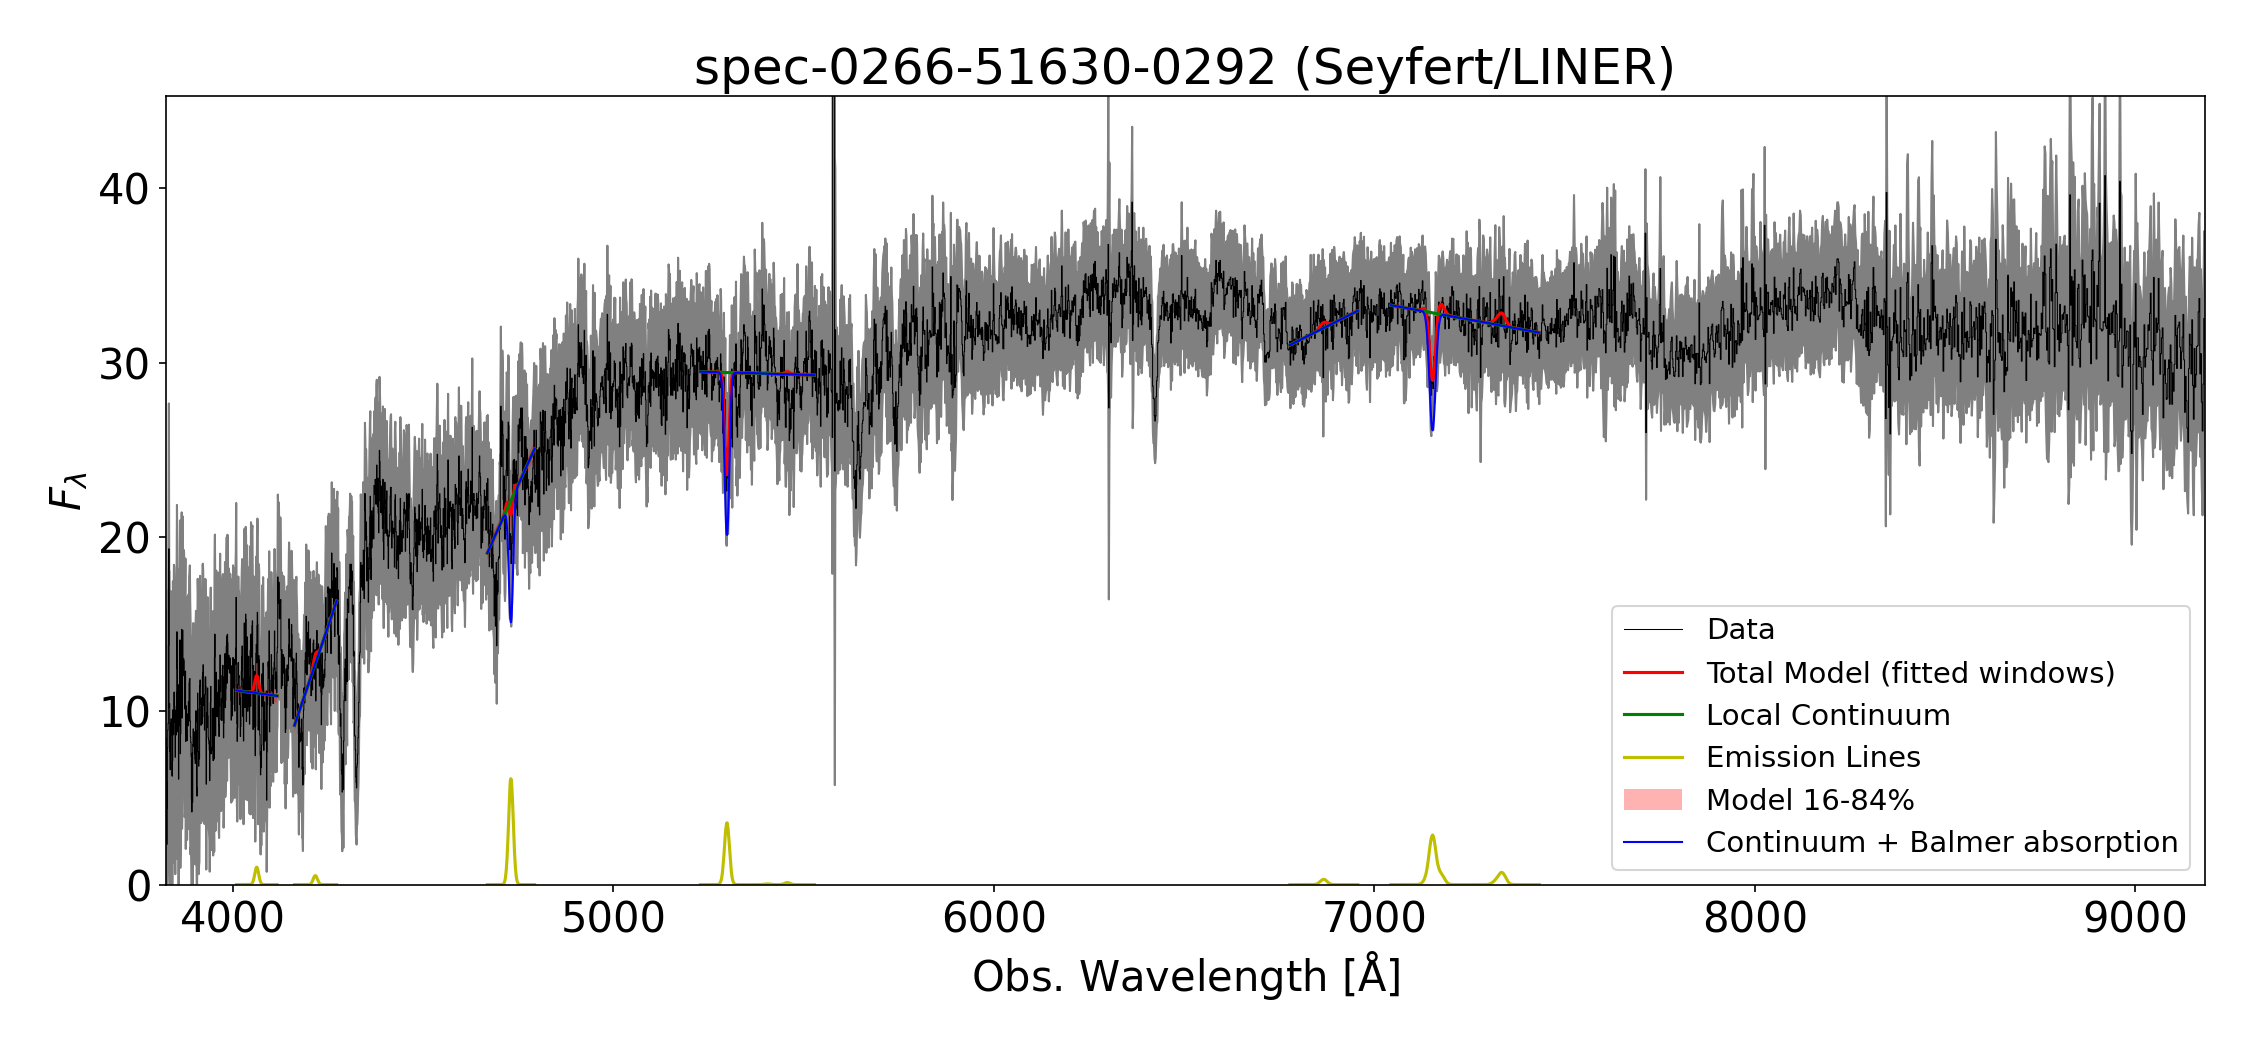 spec-0266-51630-0292 (Seyfert/LINER)
40
30
20
10
0
F_λ
4000 5000 6000 7000 8000 9000
Obs. Wavelength [Å]
Data
Total Model (fitted windows)
Local Continuum
Emission Lines
Model 16-84%
Continuum + Balmer absorption